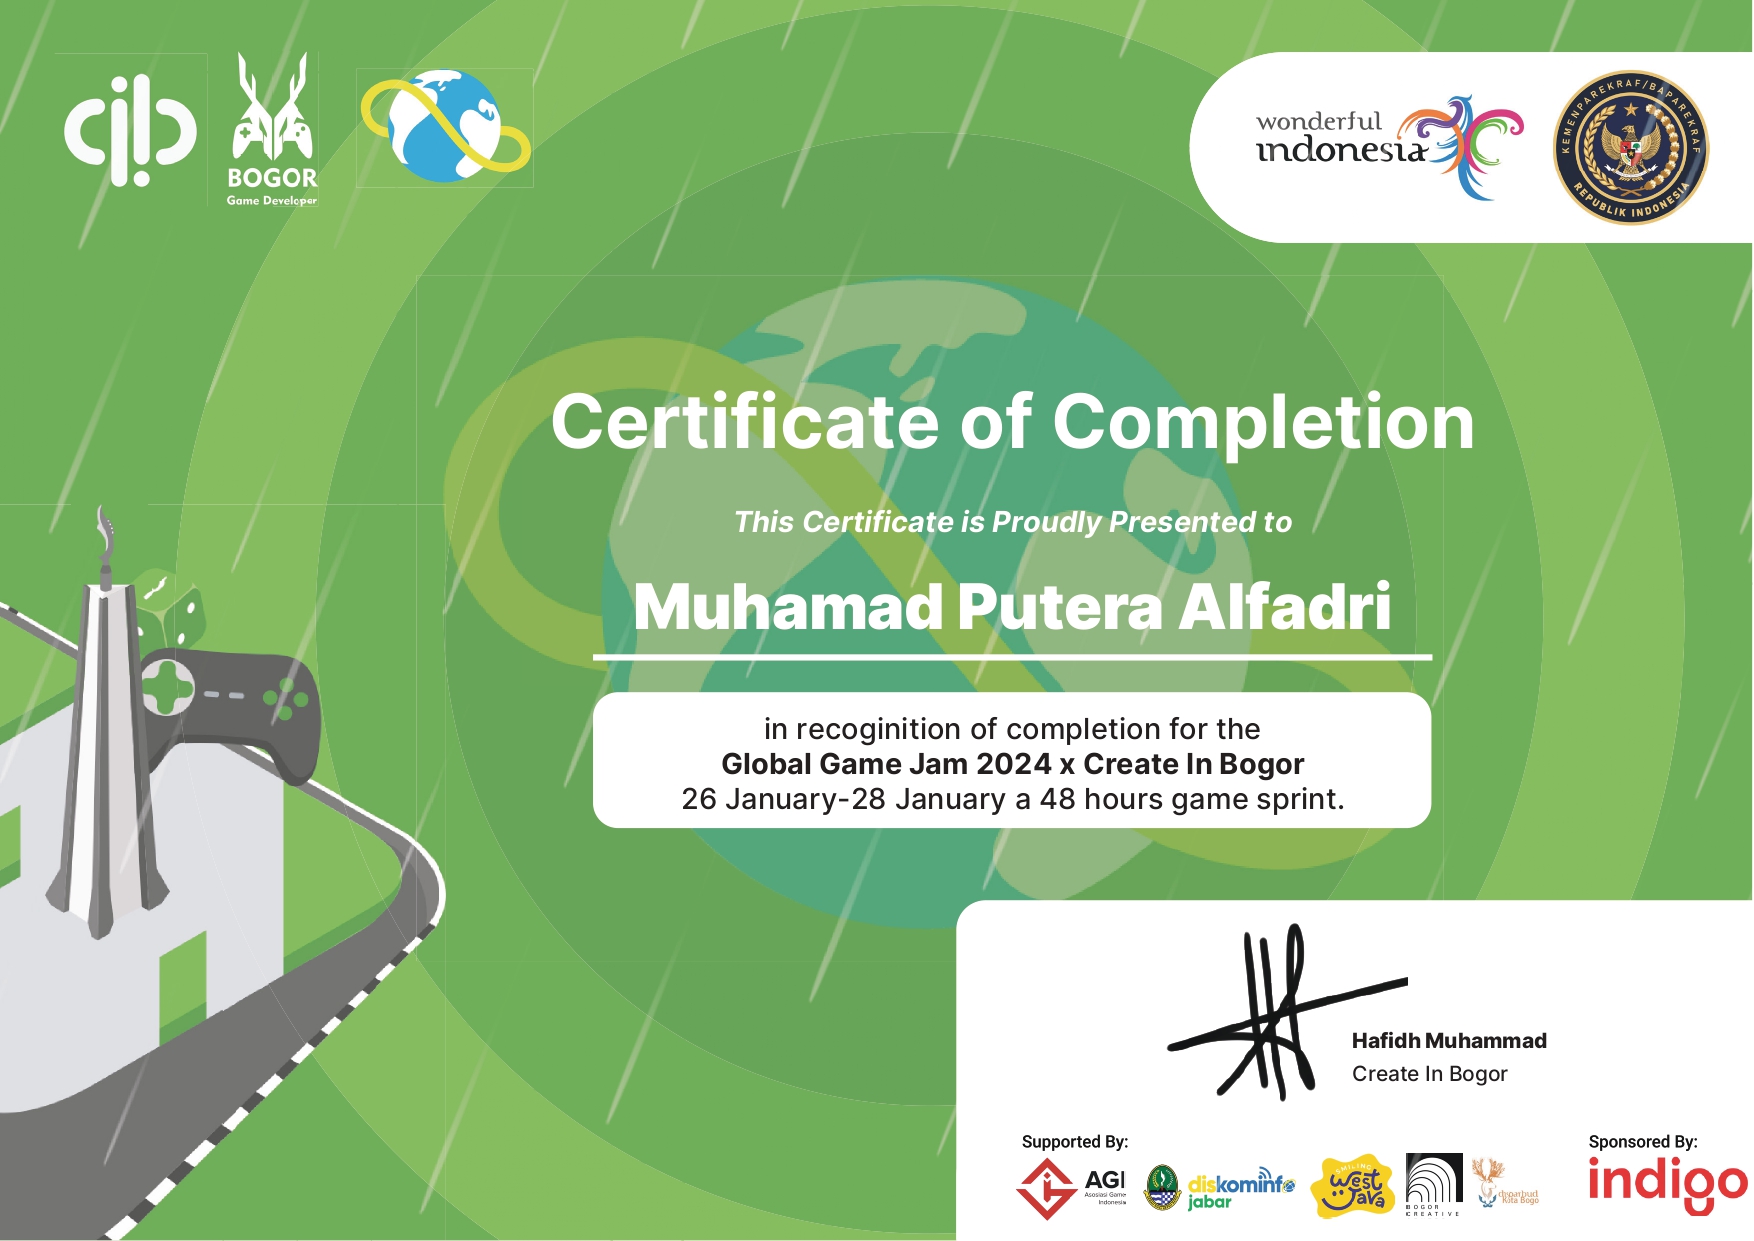 cib
BOGOR
Game Developer
wonderful
indonesia
KEMENPAREKRAF/BAPAREKRAF
REPUBLIK INDONESIA
Certificate of Completion
This Certificate is Proudly Presented to
Muhamad Putera Alfadri
in recoginition of completion for the
Global Game Jam 2024 x Create In Bogor
26 January-28 January a 48 hours game sprint.
Hafidh Muhammad
Create In Bogor
Supported By:
Sponsored By:
AGI
Asosiasi Game
Indonesia
diskominfo
jabar
SMILING
West
Java
BOGOR
CREATIVE
disparbud
Kita Bogo
indigo